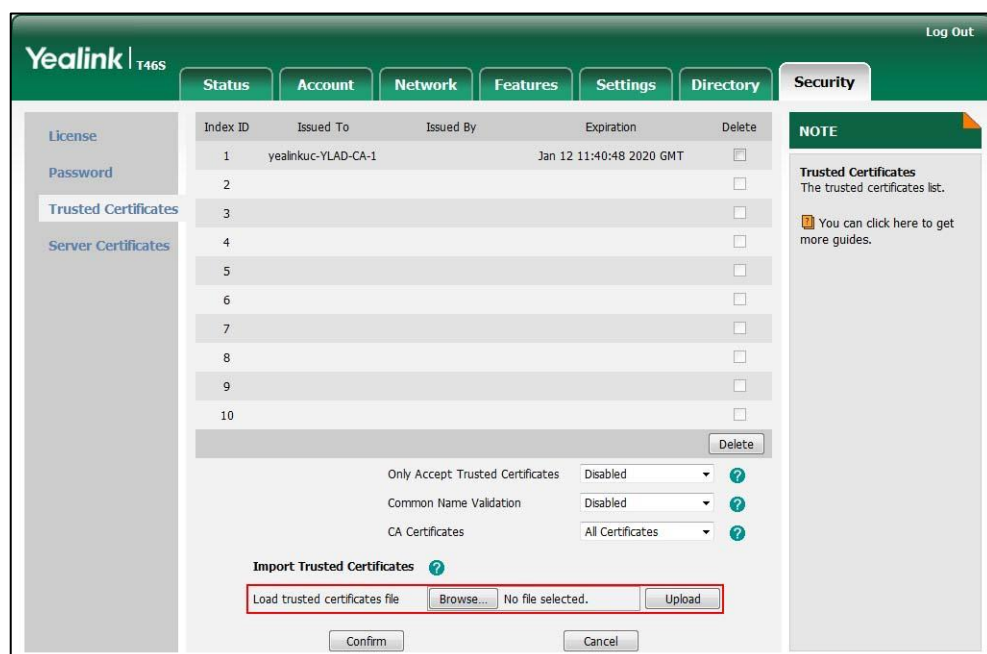 Log Out
Yealink | T46S
Status Account Network Features Settings Directory Security
License
Password
Trusted Certificates
Server Certificates
Index ID Issued To Issued By Expiration Delete
1 yealinkuc-YLAD-CA-1 Jan 12 11:40:48 2020 GMT
2
3
4
5
6
7
8
9
10
Delete
Only Accept Trusted Certificates Disabled ?
Common Name Validation Disabled ?
CA Certificates All Certificates ?
Import Trusted Certificates ?
Load trusted certificates file Browse... No file selected. Upload
Confirm Cancel
NOTE
Trusted Certificates
The trusted certificates list.
? You can click here to get
more guides.